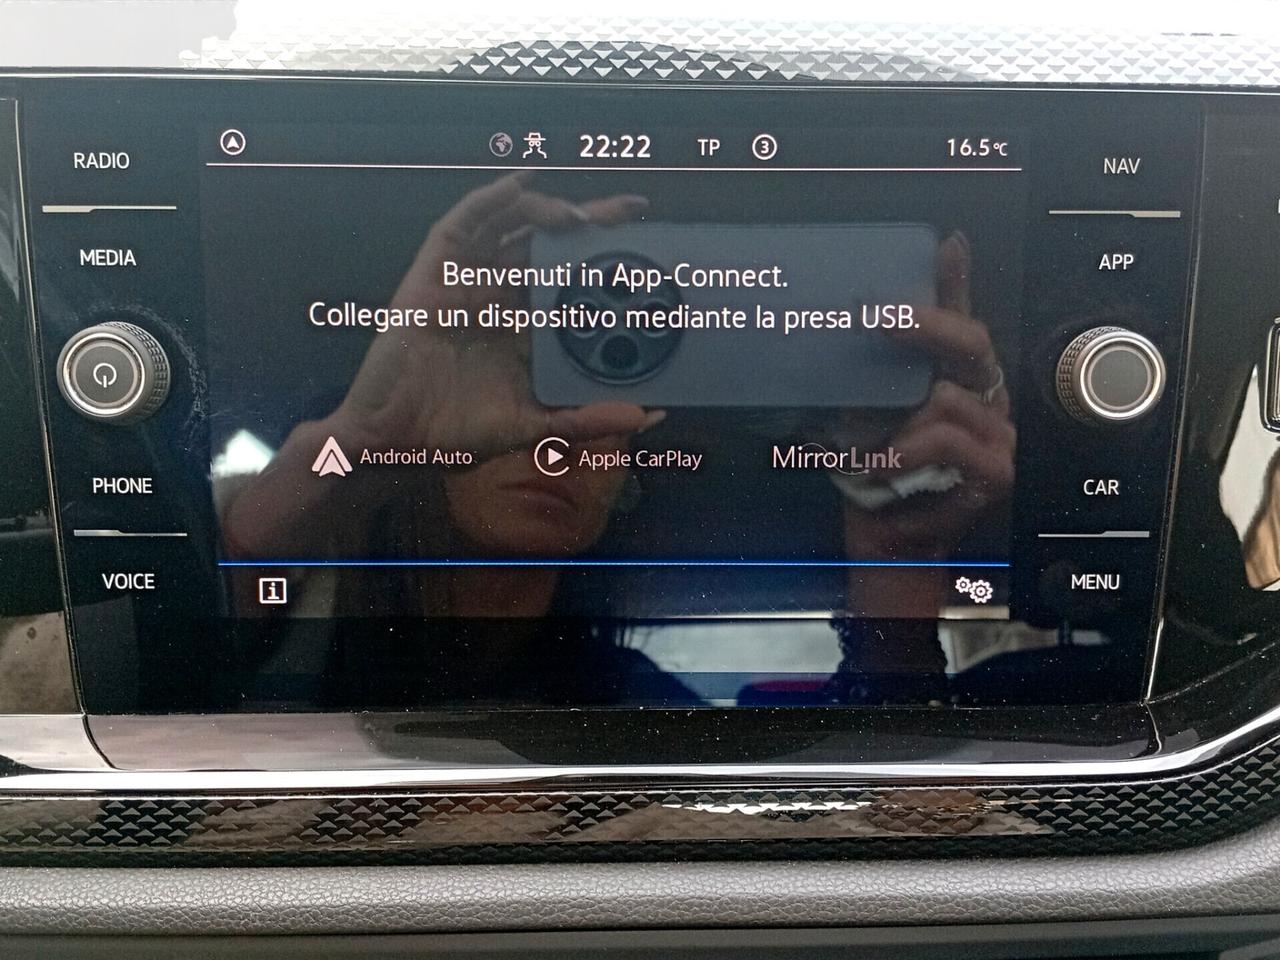 RADIO
MEDIA
PHONE
VOICE
22:22 TP 3 16.5°C
Benvenuti in App-Connect.
Collegare un dispositivo mediante la presa USB.
Android Auto
Apple CarPlay
MirrorLink
i
NAV
APP
CAR
MENU